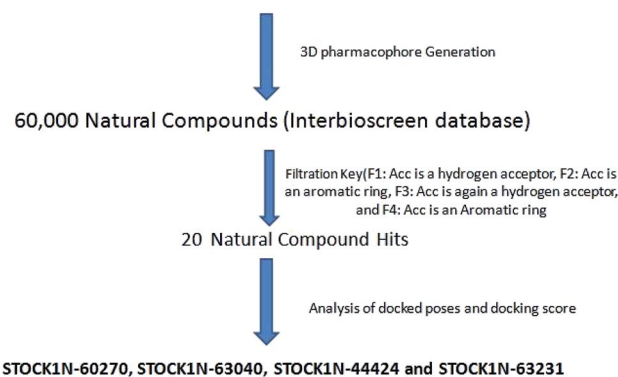 3D pharmacophore Generation
60,000 Natural Compounds (Interbioscreen database)
Filtration Key(F1: Acc is a hydrogen acceptor, F2: Acc is
an aromatic ring, F3: Acc is again a hydrogen acceptor,
and F4: Acc is an Aromatic ring
20 Natural Compound Hits
Analysis of docked poses and docking score
STOCK1N-60270, STOCK1N-63040, STOCK1N-44424 and STOCK1N-63231